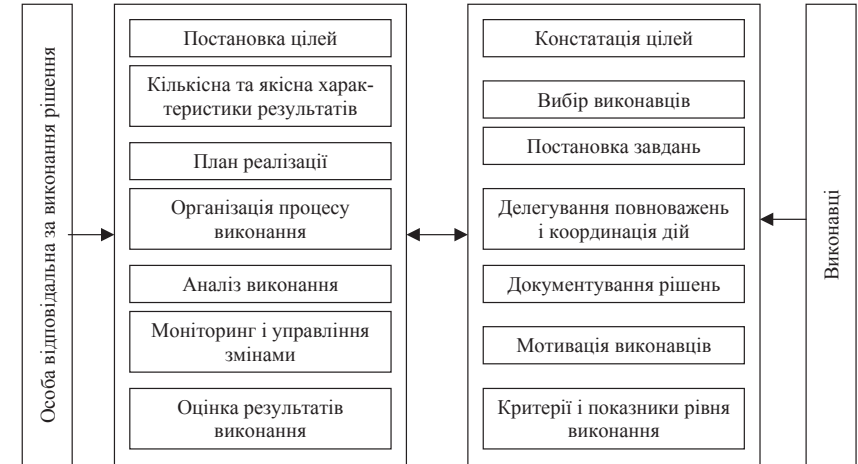 Особа відповідальна за виконання рішення
Постановка цілей
Кількісна та якісна харак-
теристики результатів
План реалізації
Організація процесу
виконання
Аналіз виконання
Моніторинг і управління
змінами
Оцінка результатів
виконання
Констатація цілей
Вибір виконавців
Постановка завдань
Делегування повноважень
і координація дій
Документування рішень
Мотивація виконавців
Критерії і показники рівня
виконання
Виконавці